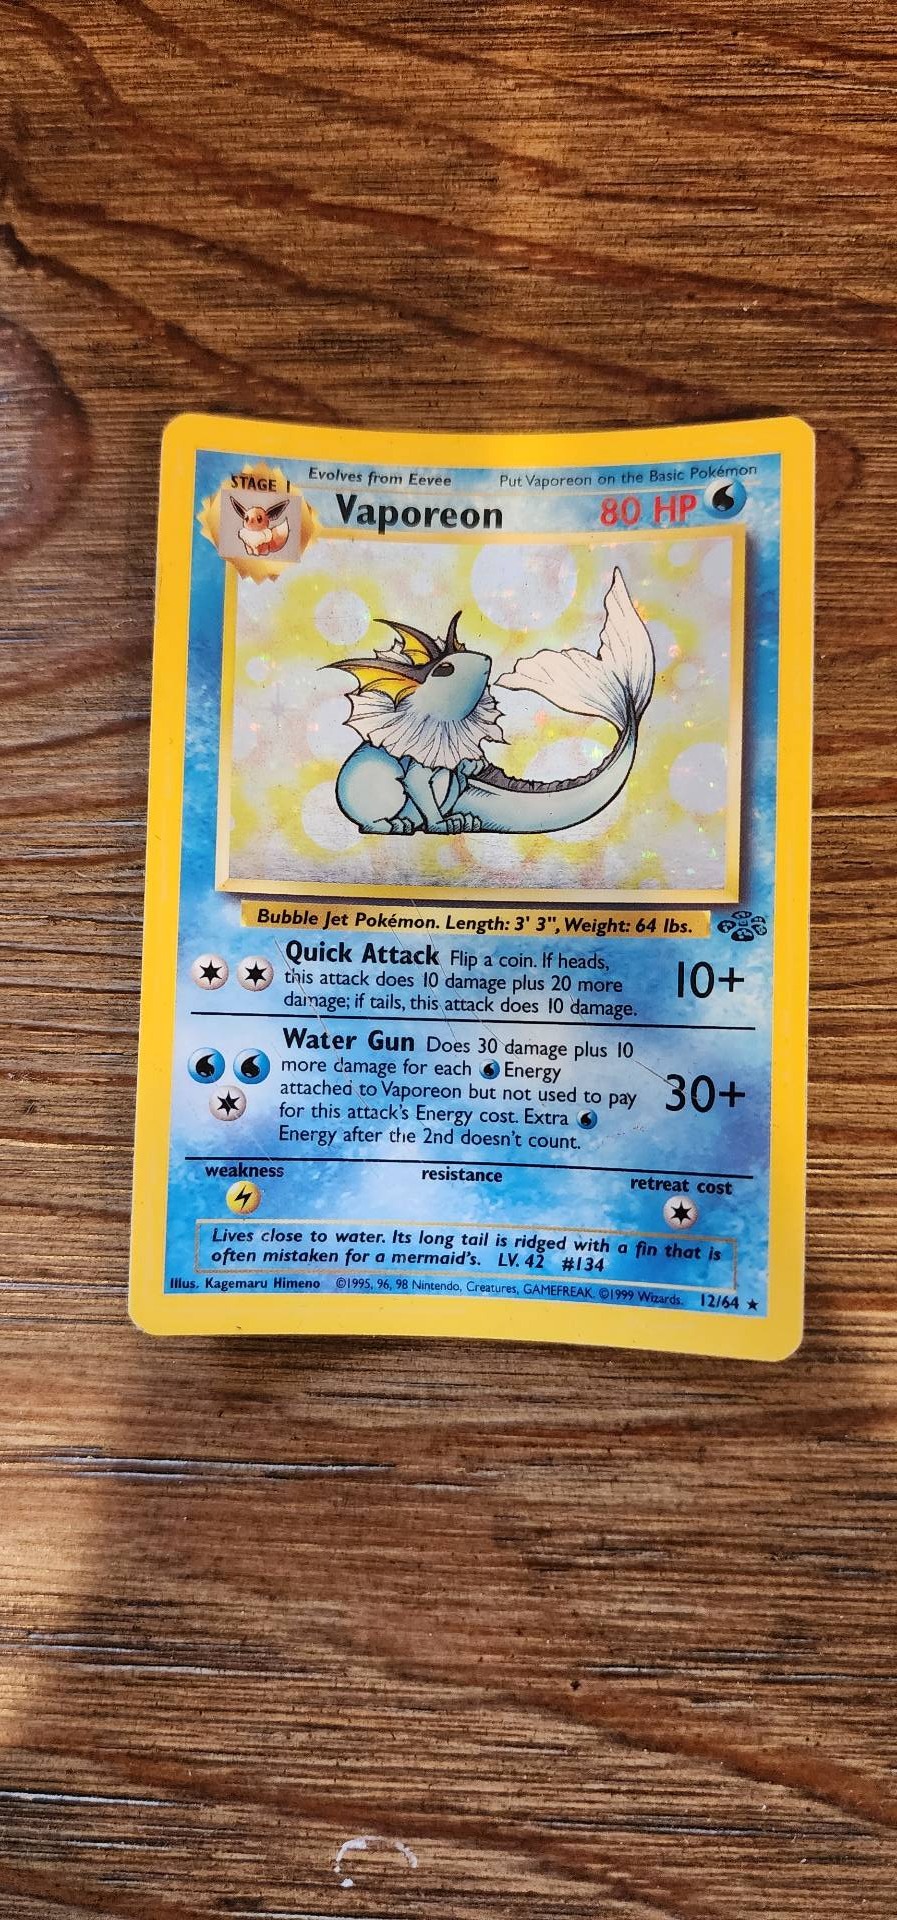 Evolves from Eevee
Put Vaporeon on the Basic Pokémon
STAGE 1
Vaporeon
80 HP
Bubble Jet Pokémon. Length: 3' 3", Weight: 64 lbs.
Quick Attack Flip a coin. If heads,
this attack does 10 damage plus 20 more
damage; if tails, this attack does 10 damage.
10+
Water Gun Does 30 damage plus 10
more damage for each Energy
attached to Vaporeon but not used to pay
for this attack's Energy cost. Extra
Energy after the 2nd doesn't count.
30+
weakness
resistance
retreat cost
Lives close to water. Its long tail is ridged with a fin that is
often mistaken for a mermaid's. LV. 42 #134
Illus. Kagemaru Himeno ©1995, 96, 98 Nintendo, Creatures, GAMEFREAK. ©1999 Wizards. 12/64 ★